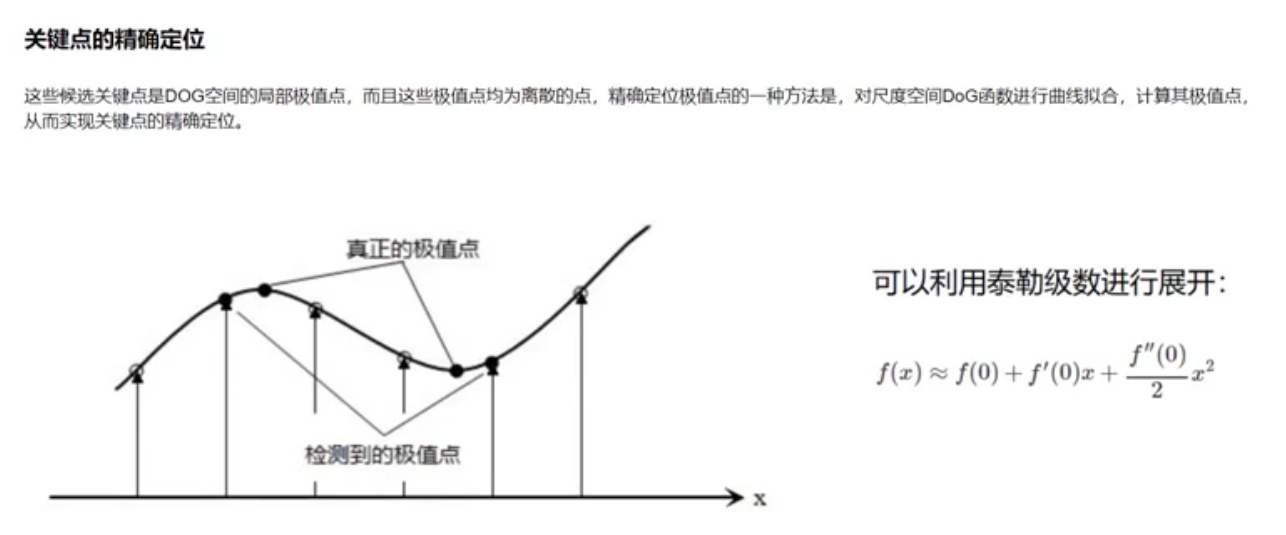 关键点的精确定位
这些候选关键点是DOG空间的局部极值点，而且这些极值点均为离散的点，精确定位极值点的一种方法是，对尺度空间DoG函数进行曲线拟合，计算其极值点，
从而实现关键点的精确定位。
真正的极值点
可以利用泰勒级数进行展开：
f(x) ≈ f(0) + f′(0)x + f″(0)/2 x²
检测到的极值点
x